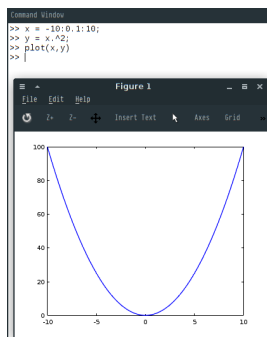 Command Window
>> x = -10:0.1:10;
>> y = x.^2;
>> plot(x,y)
>>
Figure 1
File Edit Help
Z+ Z- Insert Text Axes Grid
100
80
60
40
20
0
-10 -5 0 5 10